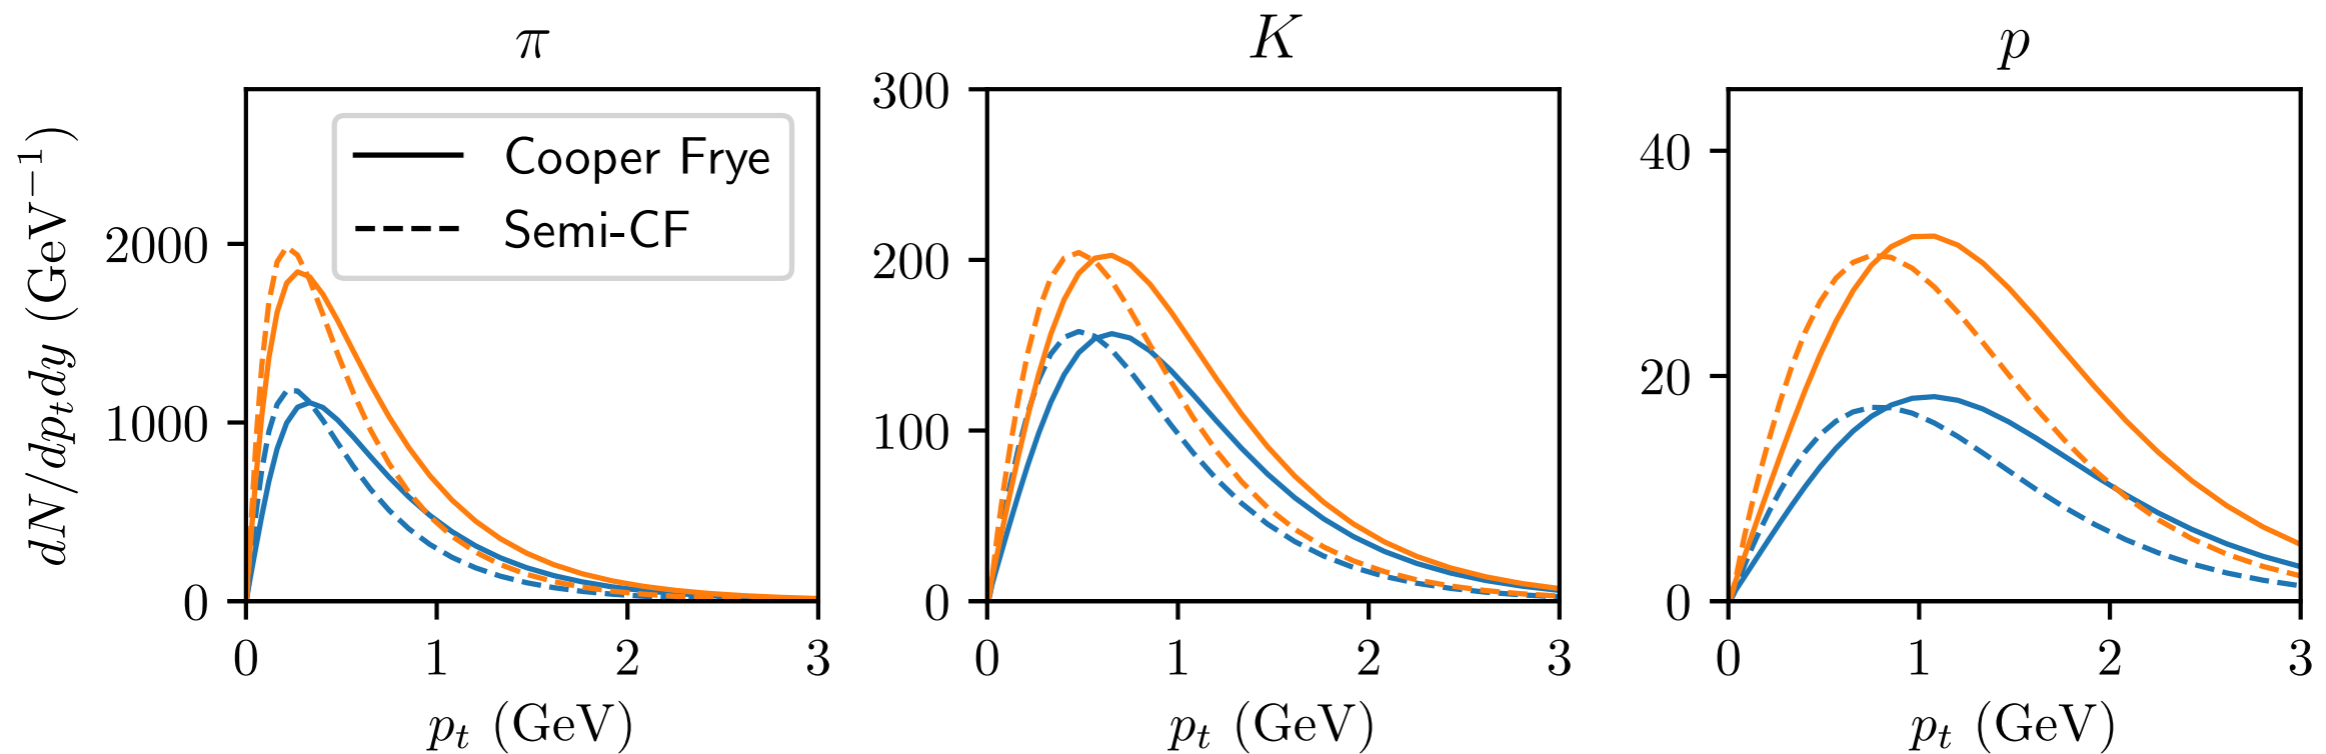 π
K
p
dN/dp_t dy (GeV⁻¹)
Cooper Frye
Semi-CF
2000
1000
0
0 1 2 3
p_t (GeV)
300
200
100
0
0 1 2 3
p_t (GeV)
40
20
0
0 1 2 3
p_t (GeV)